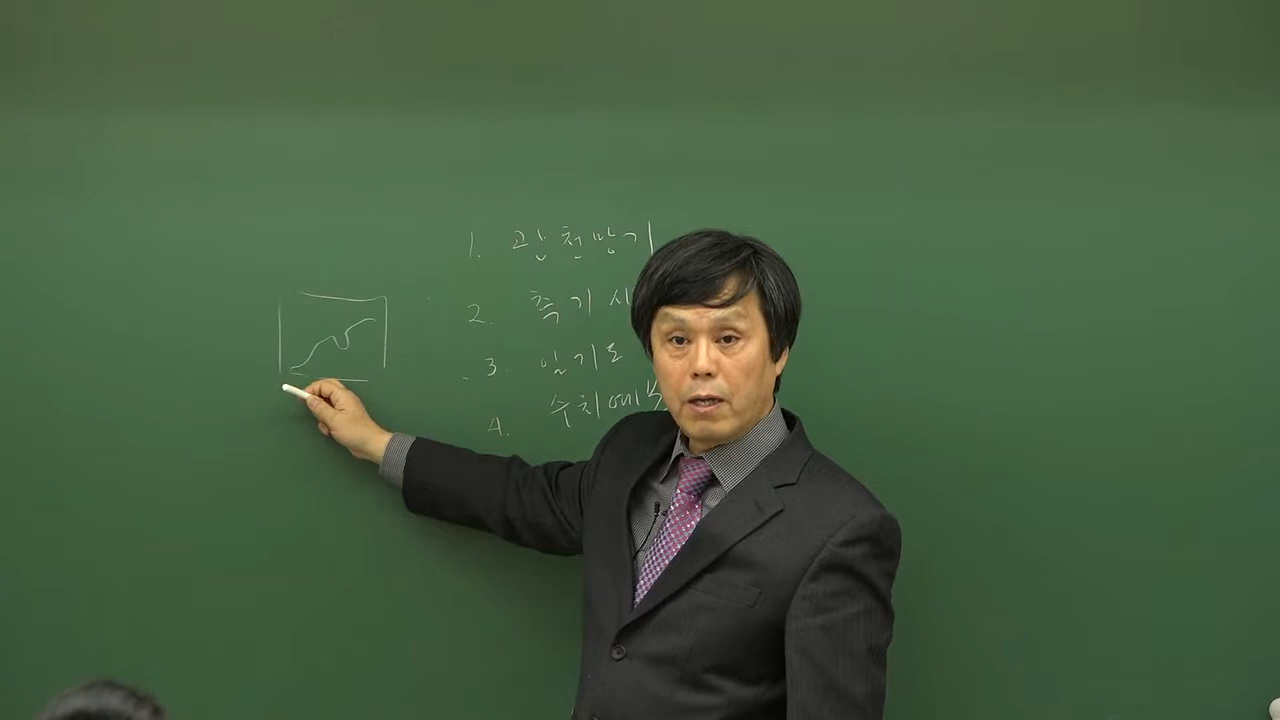 1. 관천망기
2. 측기시
3. 일기도
4. 수치예